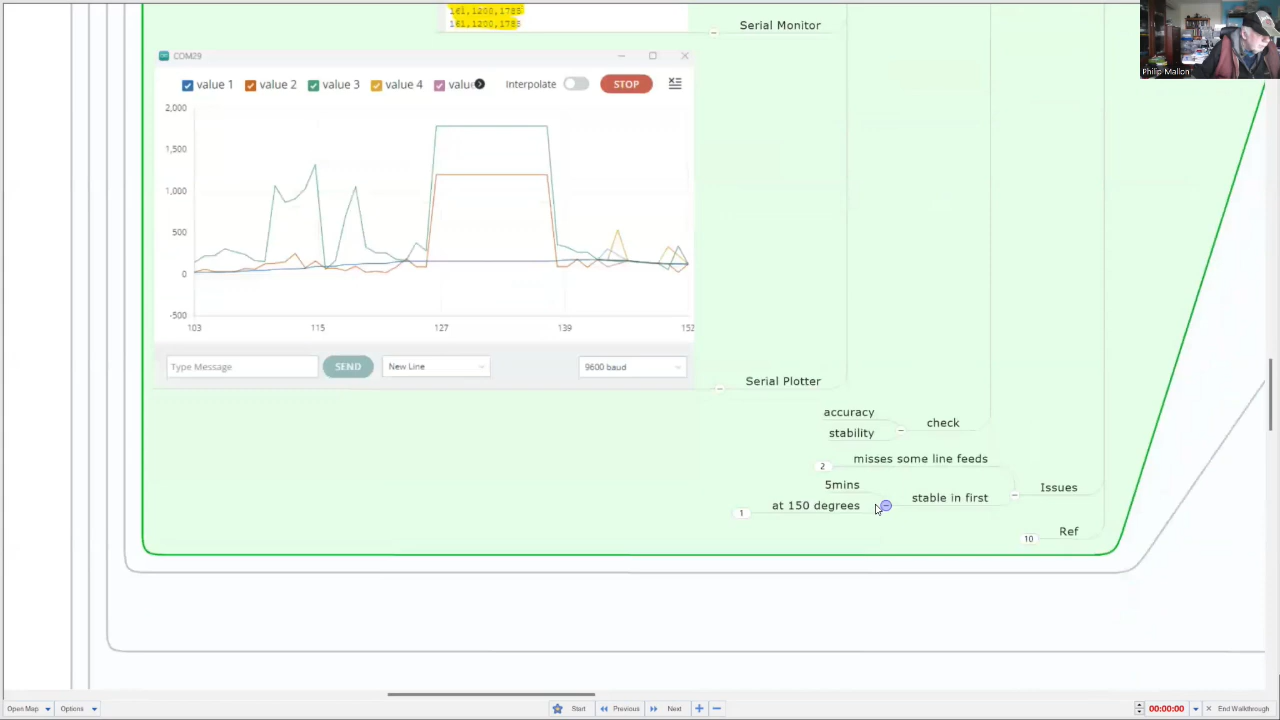 161,1200,1785
161,1200,1785
Serial Monitor
Philip Mallon
COM29
value 1
value 2
value 3
value 4
value
Interpolate
STOP
2,000
1,500
1,000
500
0
-500
103
115
127
139
152
Type Message
SEND
New Line
9600 baud
Serial Plotter
accuracy
stability
check
misses some line feeds
2
5mins
at 150 degrees
1
stable in first
Issues
Ref
10
Open Map
Options
Start
Previous
Next
00:00:00
End Walkthrough